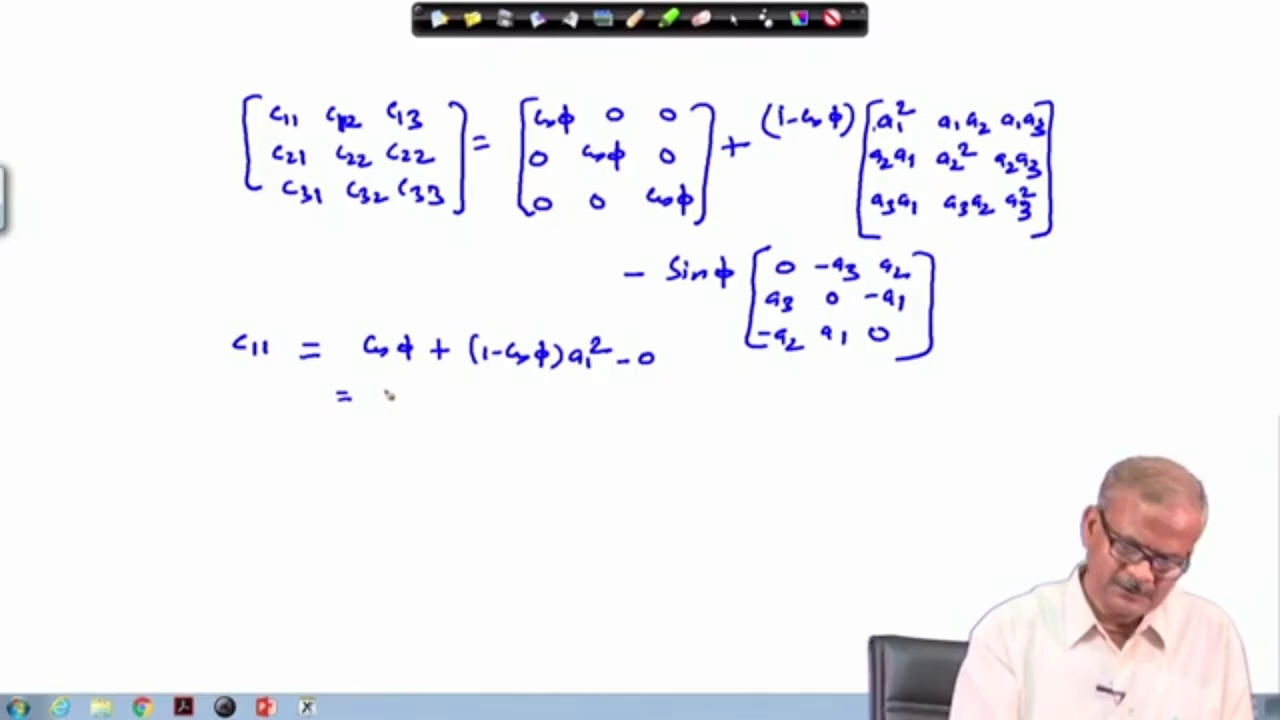 [c11 c12 c13] = [cosφ 0 0] + (1-cosφ) [a1² a1a2 a1a3]
[c21 c22 c22] [0 cosφ 0] [a2a1 a2² a2a3]
[c31 c32 c33] [0 0 cosφ] [a3a1 a3a2 a3²]
- Sinφ [0 -a3 a2]
[a3 0 -a1]
[-a2 a1 0]
c11 = cosφ + (1-cosφ)a1² - 0
=